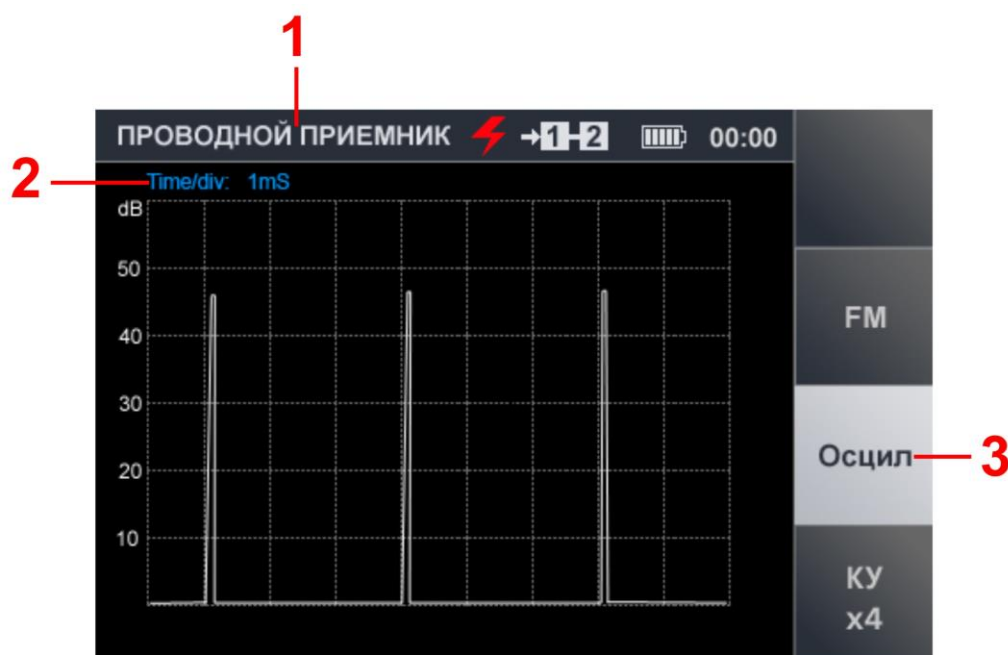 1
ПРОВОДНОЙ ПРИЕМНИК →1-2 00:00
2
Time/div: 1mS
dB
50
40
30
20
10
FM
Осцил
3
КУ
x4